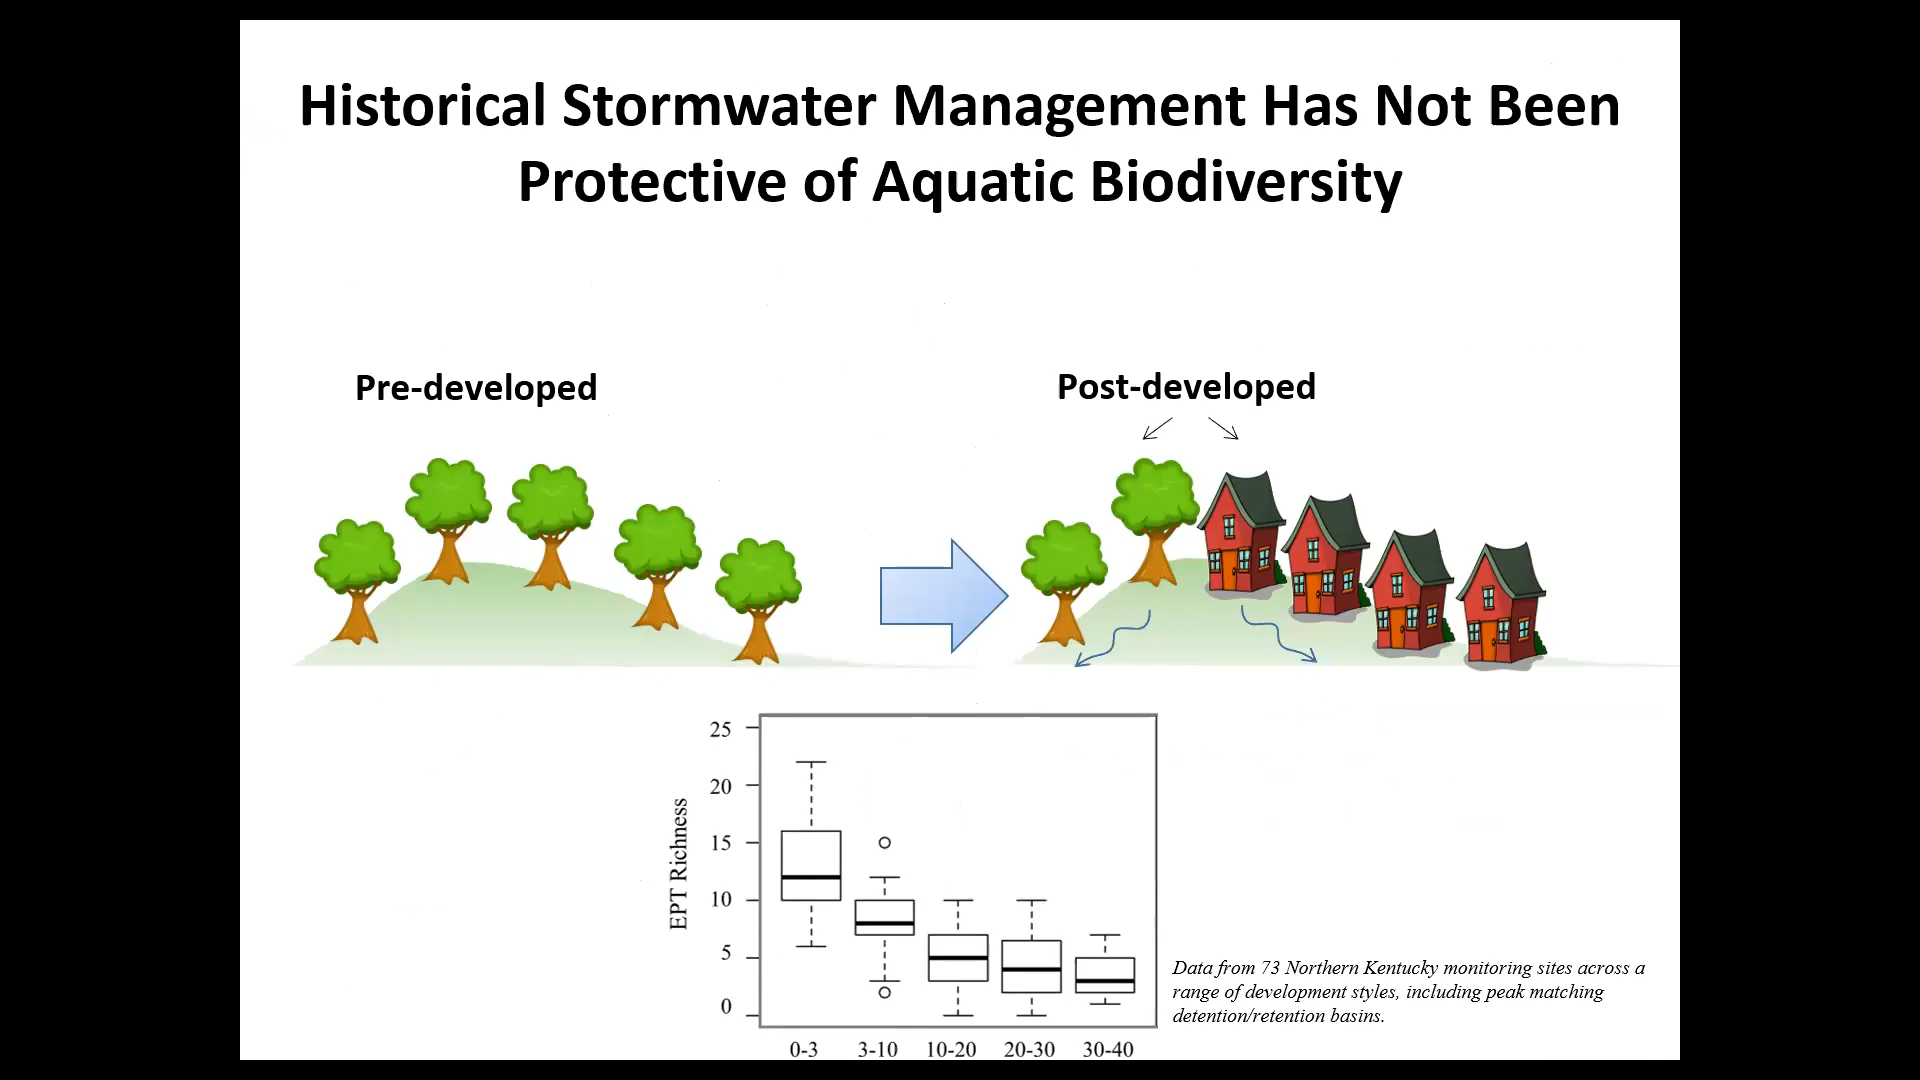 Historical Stormwater Management Has Not Been
Protective of Aquatic Biodiversity
Pre-developed
Post-developed
25
20
15
10
5
0
EPT Richness
0-3 3-10 10-20 20-30 30-40
Data from 73 Northern Kentucky monitoring sites across a
range of development styles, including peak matching
detention/retention basins.